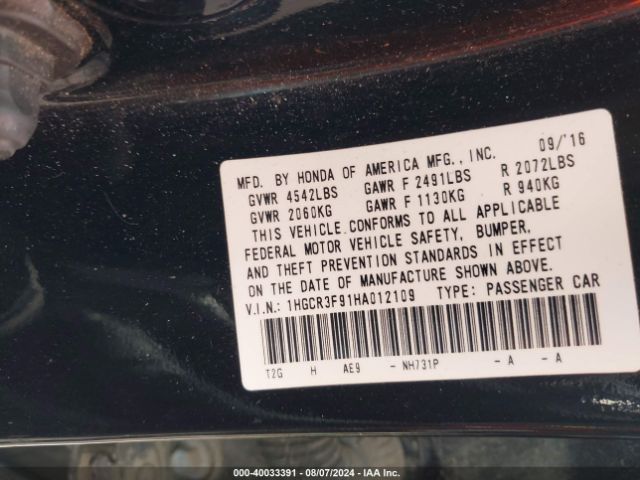 MFD. BY HONDA OF AMERICA MFG., INC. 09/'16
GVWR 4542LBS GAWR F 2491LBS R 2072LBS
GVWR 2060KG GAWR F 1130KG R 940KG
THIS VEHICLE CONFORMS TO ALL APPLICABLE
FEDERAL MOTOR VEHICLE SAFETY, BUMPER,
AND THEFT PREVENTION STANDARDS IN EFFECT
ON THE DATE OF MANUFACTURE SHOWN ABOVE.
V.I.N.: 1HGCR3F91HA012109 TYPE: PASSENGER CAR
T2G H AE9 - NH731P - A - A
000-40033391 - 08/07/2024 - IAA Inc.